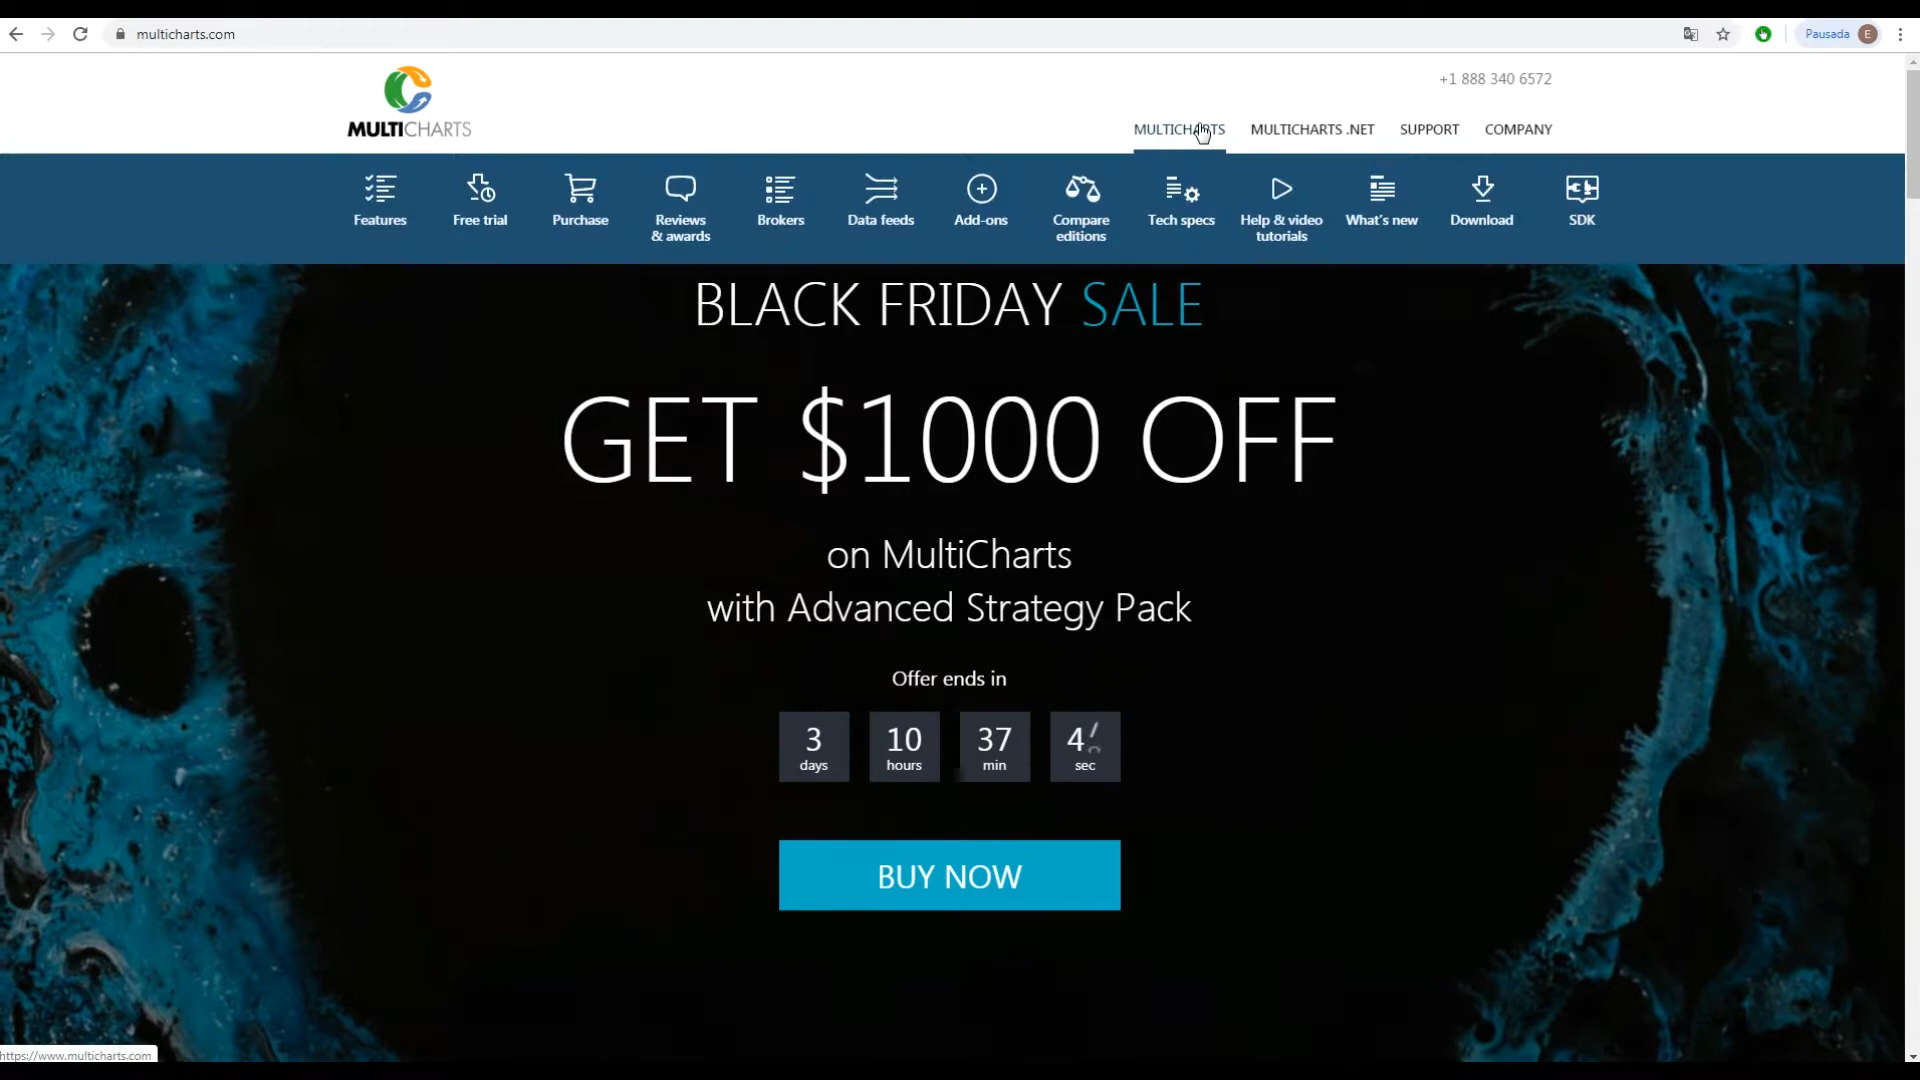 multicharts.com
Pausada E
+1 888 340 6572
MULTICHARTS
MULTICHARTS MULTICHARTS .NET SUPPORT COMPANY
Features
Free trial
Purchase
Reviews
& awards
Brokers
Data feeds
Add-ons
Compare
editions
Tech specs
Help & video
tutorials
What's new
Download
SDK
BLACK FRIDAY SALE
GET $1000 OFF
on MultiCharts
with Advanced Strategy Pack
Offer ends in
3 10 37
days hours min sec
BUY NOW
https://www.multicharts.com